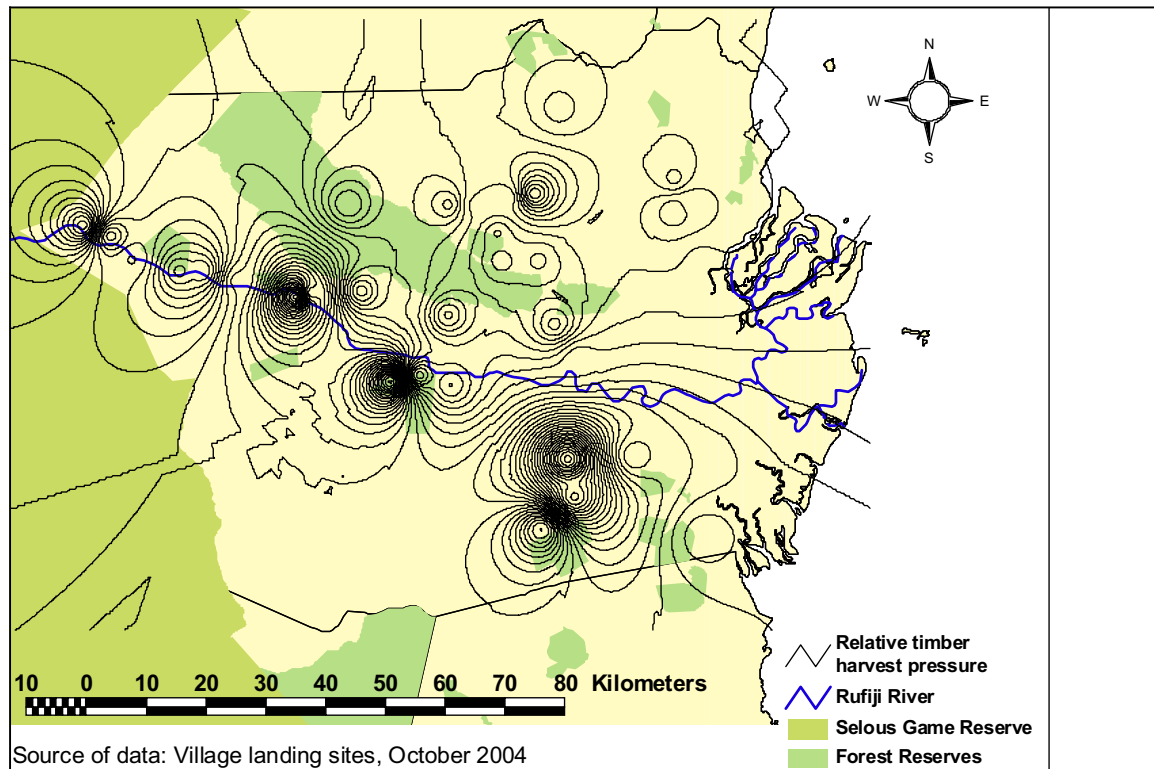 N
W E
S
Relative timber
harvest pressure
Rufiji River
Selous Game Reserve
Forest Reserves
10 0 10 20 30 40 50 60 70 80 Kilometers
Source of data: Village landing sites, October 2004